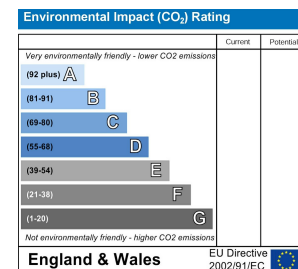 Environmental Impact (CO₂) Rating
Current Potential
Very environmentally friendly - lower CO2 emissions
(92 plus) A
(81-91) B
(69-80) C
(55-68) D
(39-54) E
(21-38) F
(1-20) G
Not environmentally friendly - higher CO2 emissions
England & Wales
EU Directive
2002/91/EC